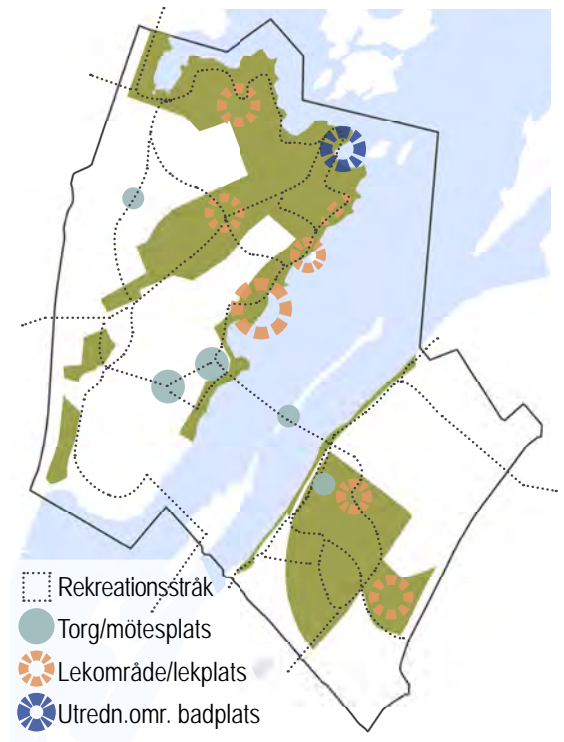 Rekreationsstråk
Torg/mötesplats
Lekområde/lekplats
Utredn.omr. badplats